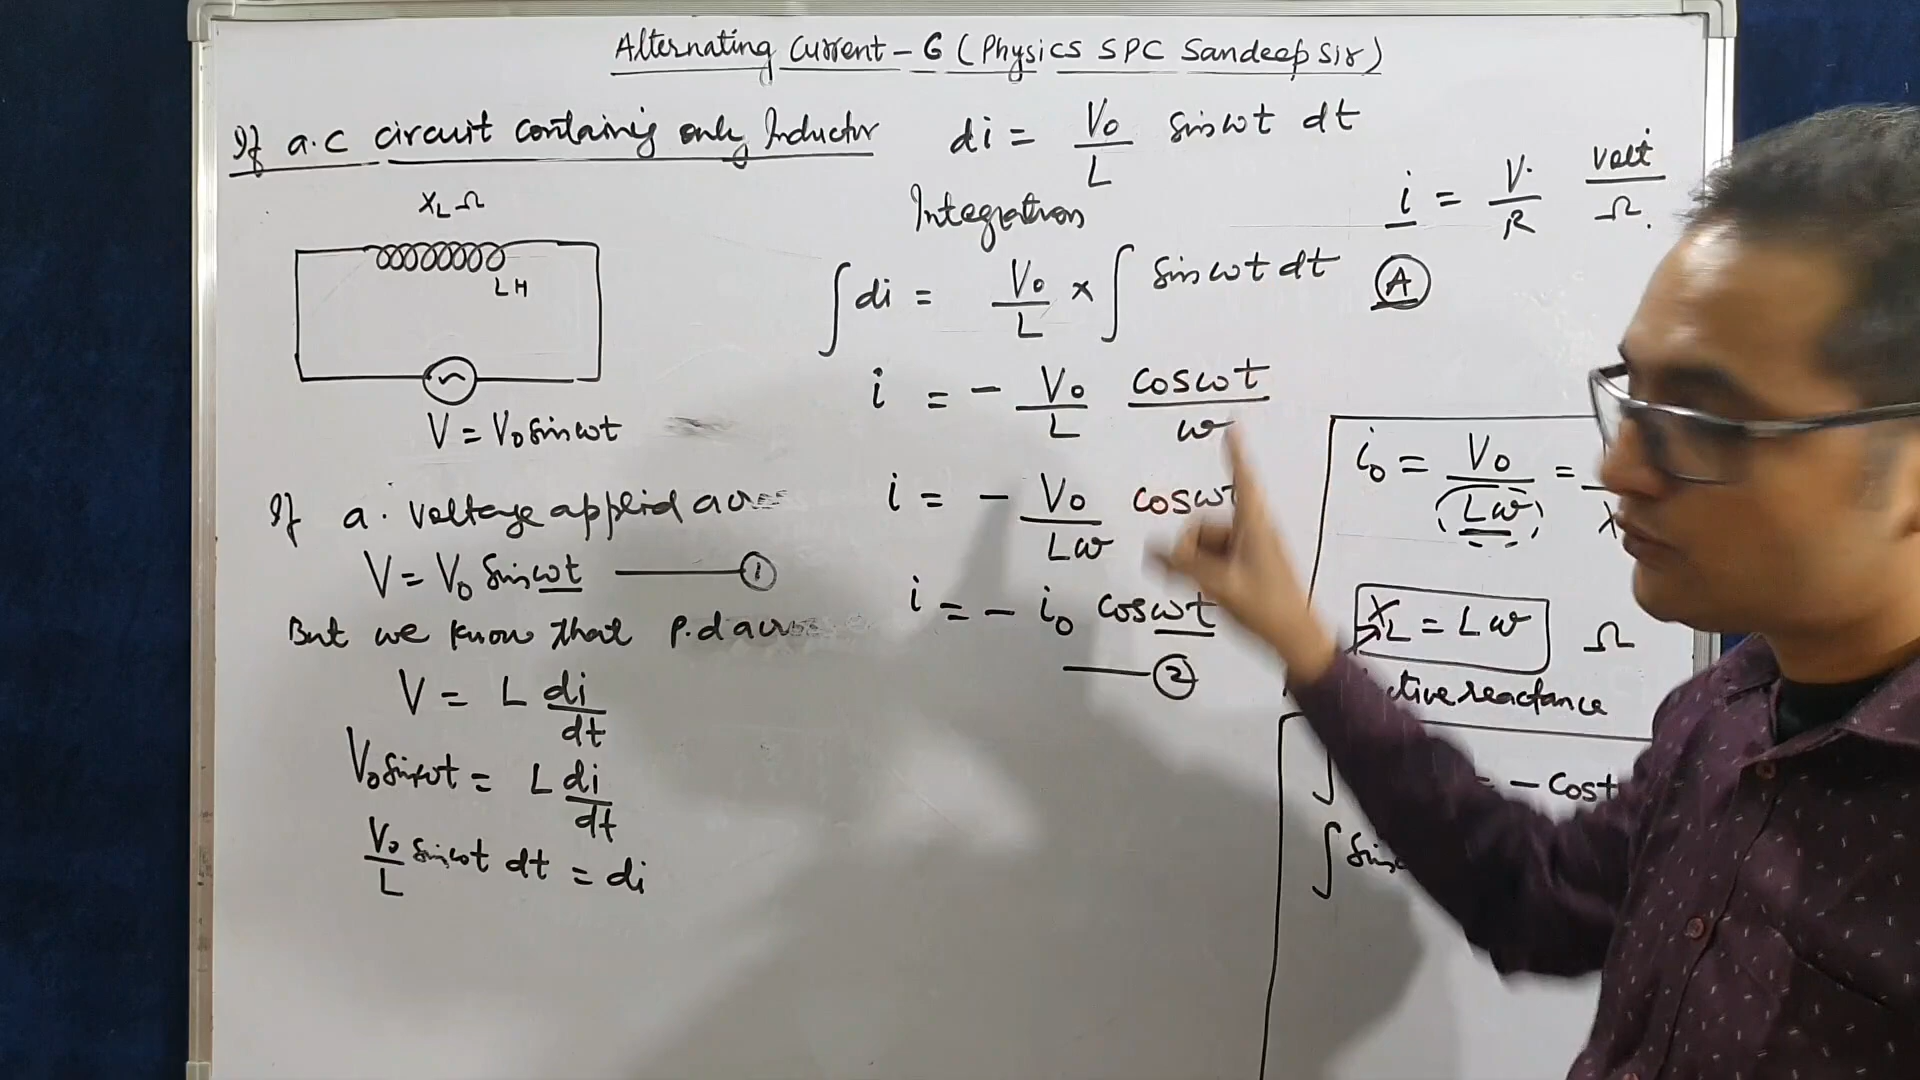 Alternating Current - 6 (Physics SPC Sandeep Sir)
If a.c circuit containing only Inductor
XL Ω
LH
V = V₀ sinωt
If a. voltage applied
V = V₀ sinωt —— ①
But we know that p.d
V = L di/dt
V₀ sinωt = L di/dt
V₀/L sinωt dt = di
di = V₀/L sinωt dt
Integration
∫di = V₀/L × ∫ sinωt dt
i = - V₀/L cosωt/ω
i = - V₀/Lω cosωt
i = - i₀ cosωt
—— ②
i = V/R volt/Ω.
A
i₀ = V₀/(Lω) =
XL = Lω Ω
ctive reactance
∫ = - cost
∫ sin